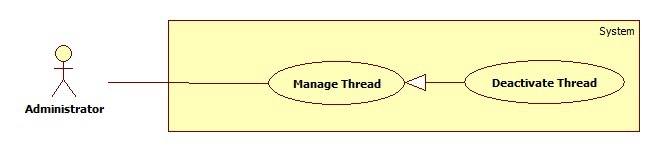 System
Manage Thread
Deactivate Thread
Administrator